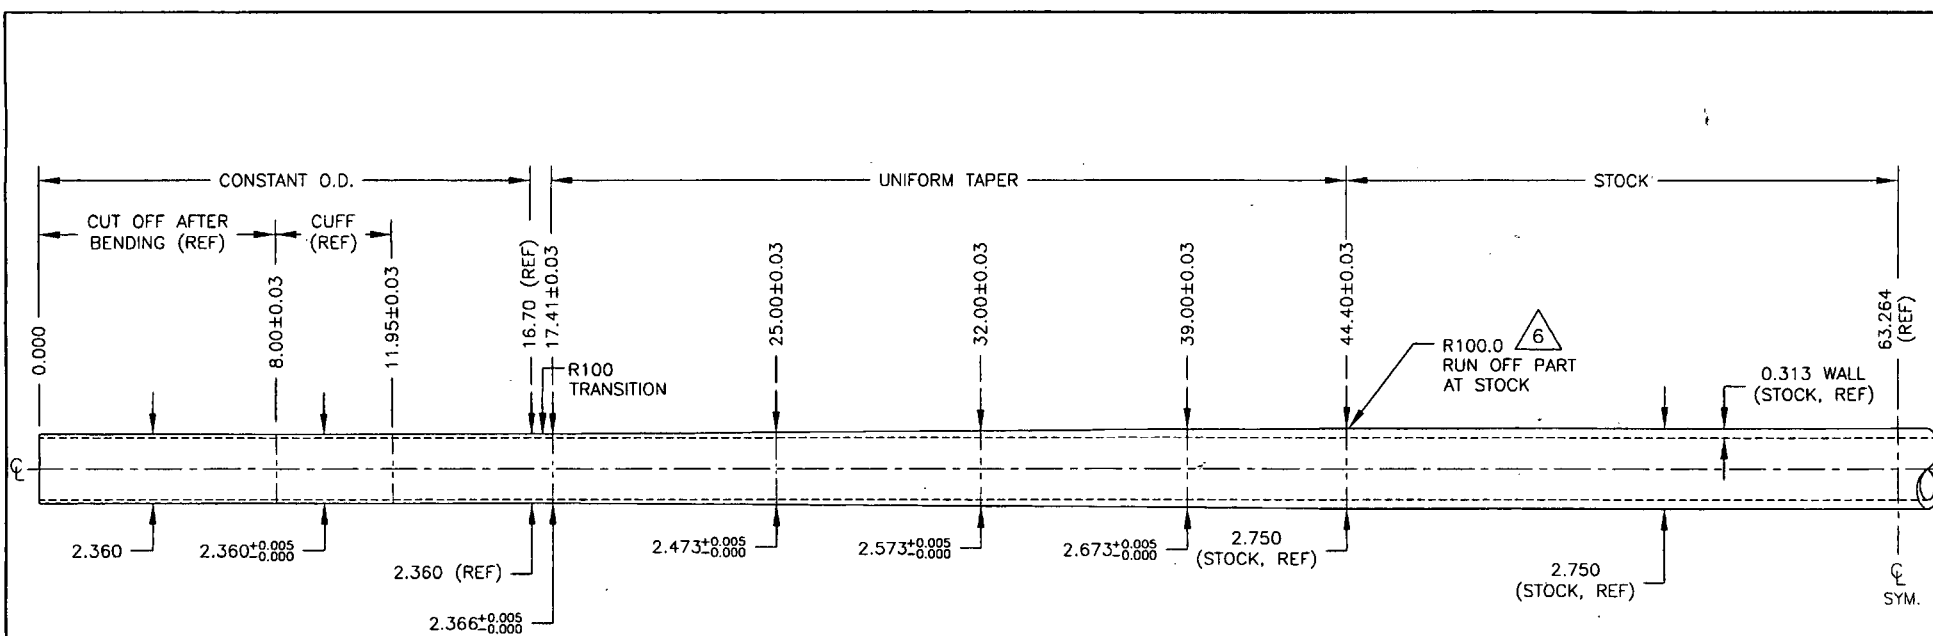 CONSTANT O.D.
UNIFORM TAPER
STOCK
CUT OFF AFTER
BENDING (REF)
CUFF
(REF)
0.000
8.00±0.03
11.95±0.03
16.70 (REF)
17.41±0.03
25.00±0.03
32.00±0.03
39.00±0.03
44.40±0.03
63.264
(REF)
R100
TRANSITION
R100.0 6
RUN OFF PART
AT STOCK
0.313 WALL
(STOCK, REF)
℄
2.360
2.360+0.005
-0.000
2.360 (REF)
2.366+0.005
-0.000
2.473+0.005
-0.000
2.573+0.005
-0.000
2.673+0.005
-0.000
2.750
(STOCK, REF)
2.750
(STOCK, REF)
℄
SYM.